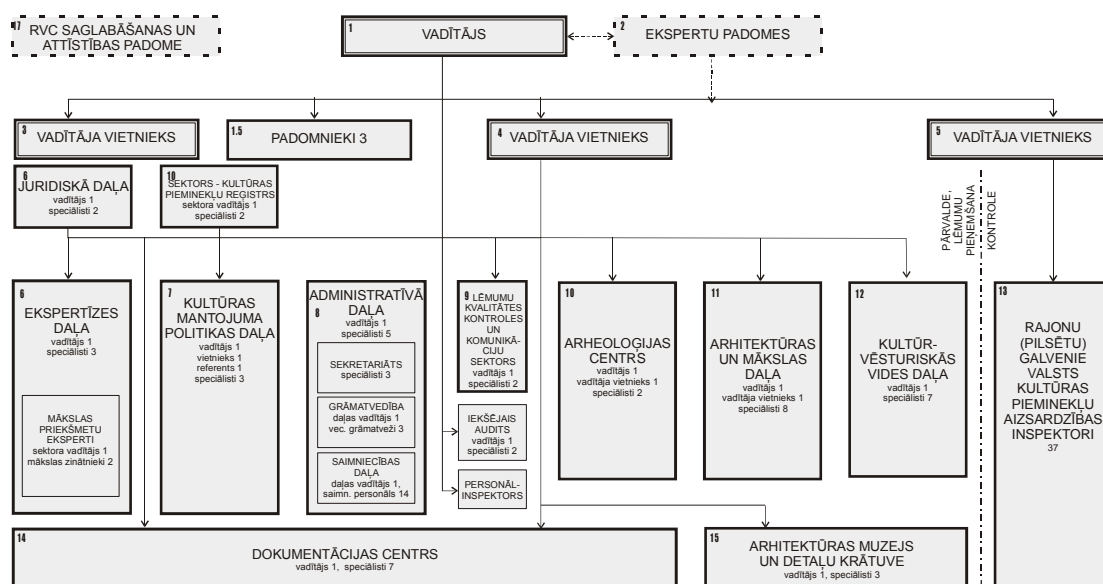 17
RVC SAGLABĀŠANAS UN
ATTĪSTĪBAS PADOME
1
VADĪTĀJS
2
EKSPERTU PADOMES
3
VADĪTĀJA VIETNIEKS
1.5
PADOMNIEKI 3
4
VADĪTĀJA VIETNIEKS
5
VADĪTĀJA VIETNIEKS
6
JURIDISKĀ DAĻA
vadītājs 1
speciālisti 2
10
SEKTORS - KULTŪRAS
PIEMINEKĻU REĢISTRS
sektora vadītājs 1
speciālisti 2
PĀRVALDE,
LĒMUMU
PIEŅEMŠANA
KONTROLE
6
EKSPERTĪZES
DAĻA
vadītājs 1
speciālisti 3
MĀKSLAS
PRIEKŠMETU
EKSPERTI
sektora vadītājs 1
mākslas zinātnieki 2
7
KULTŪRAS
MANTOJUMA
POLITIKAS DAĻA
vadītājs 1
vietnieks 1
referents 1
speciālisti 3
ADMINISTRATĪVĀ
8
DAĻA
vadītājs 1
speciālisti 5
SEKRETARIĀTS
speciālisti 3
GRĀMATVEDĪBA
daļas vadītājs 1
vec. grāmatveži 3
SAIMNIECĪBAS
DAĻA
daļas vadītājs 1,
saimn. personāls 14
9
LĒMUMU
KVALITĀTES
KONTROLES
UN
KOMUNIKĀ-
CIJU
SEKTORS
vadītājs 1
speciālisti 2
IEKŠĒJAIS
AUDITS
vadītājs 1
speciālisti 2
PERSONĀL-
INSPEKTORS
10
ARHEOLOĢIJAS
CENTRS
vadītājs 1
vadītāja vietnieks 1
speciālisti 2
11
ARHITEKTŪRAS
UN MĀKSLAS
DAĻA
vadītājs 1
vadītāja vietnieks 1
speciālisti 8
12
KULTŪR-
VĒSTURISKĀS
VIDES DAĻA
vadītājs 1
speciālisti 7
13
RAJONU
(PILSĒTU)
GALVENIE
VALSTS
KULTŪRAS
PIEMINEKĻU
AIZSARDZĪBAS
INSPEKTORI
37
14
DOKUMENTĀCIJAS CENTRS
vadītājs 1, speciālisti 7
15
ARHITEKTŪRAS MUZEJS
UN DETAĻU KRĀTUVE
vadītājs 1, speciālisti 3